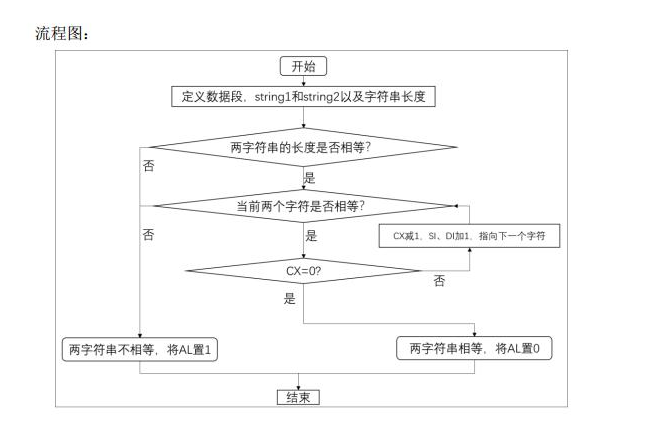 流程图：
开始
定义数据段，string1和string2以及字符串长度
两字符串的长度是否相等？
否
是
当前两个字符是否相等？
否
是
CX减1，SI、DI加1，指向下一个字符
CX=0?
否
是
两字符串不相等，将AL置1
两字符串相等，将AL置0
结束